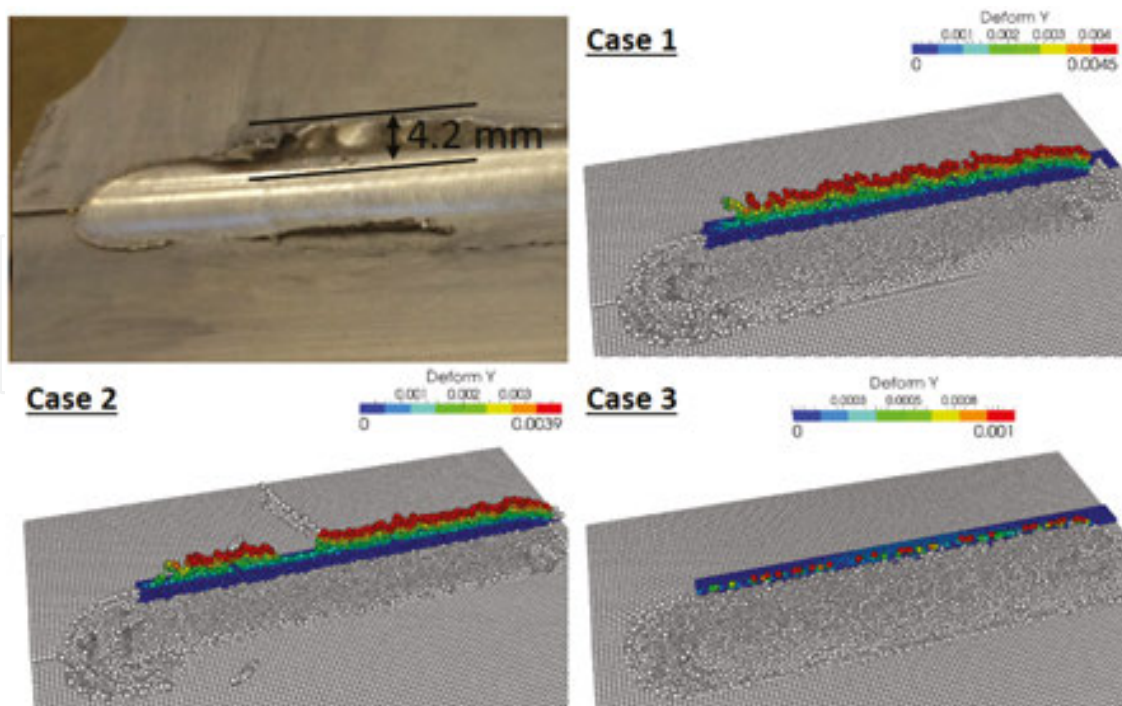 4.2 mm
Case 1
Deform Y
0.001 0.002 0.003 0.004
0 0.0045
Case 2
Deform Y
0.001 0.002 0.003
0 0.0039
Case 3
Deform Y
0.0003 0.0005 0.0008
0 0.001